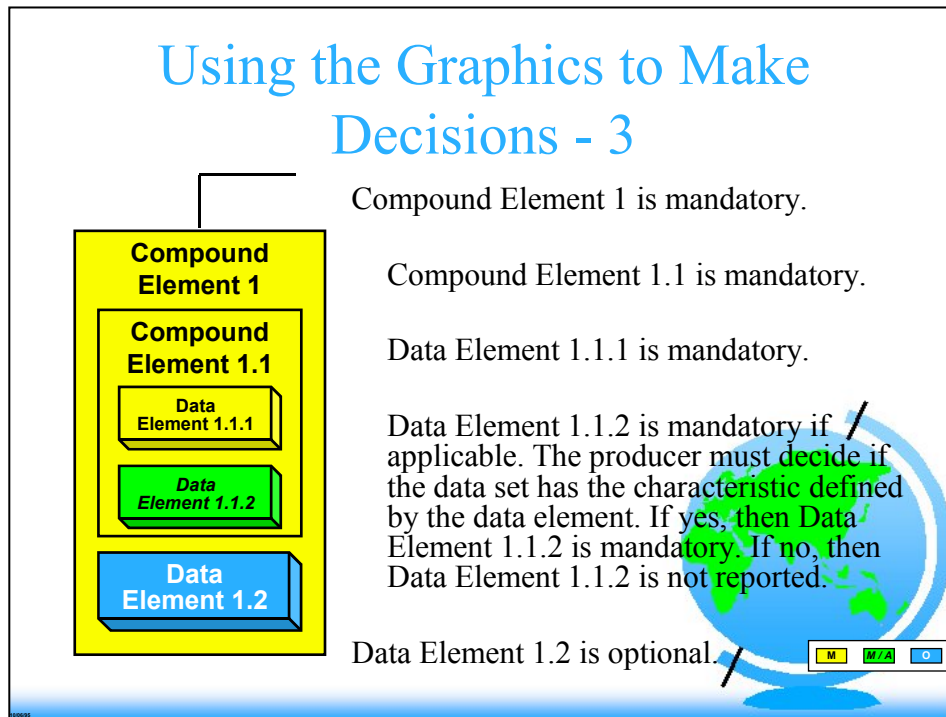 Using the Graphics to Make
Decisions - 3
Compound Element 1 is mandatory.
Compound
Element 1
Compound Element 1.1 is mandatory.
Compound
Element 1.1
Data Element 1.1.1 is mandatory.
Data
Element 1.1.1
Data Element 1.1.2 is mandatory if
applicable. The producer must decide if
the data set has the characteristic defined
by the data element. If yes, then Data
Element 1.1.2 is mandatory. If no, then
Data Element 1.1.2 is not reported.
Data
Element 1.1.2
Data
Element 1.2
Data Element 1.2 is optional.
M M / A O